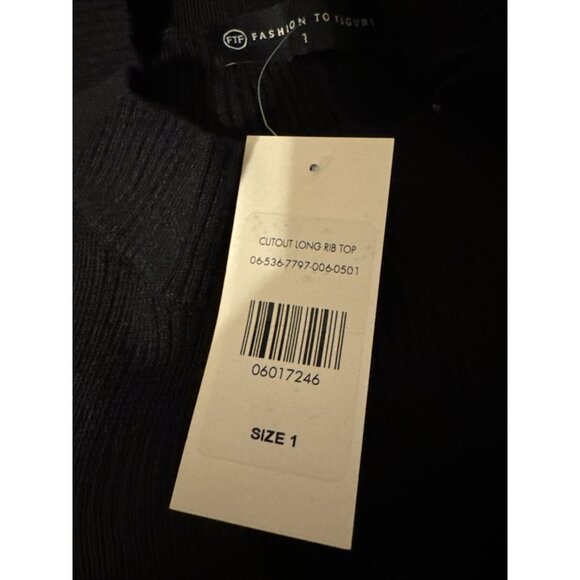 FTF FASHION TO FIGURE
1
CUTOUT LONG RIB TOP
06-536-7797-006-0501
06017246
SIZE 1